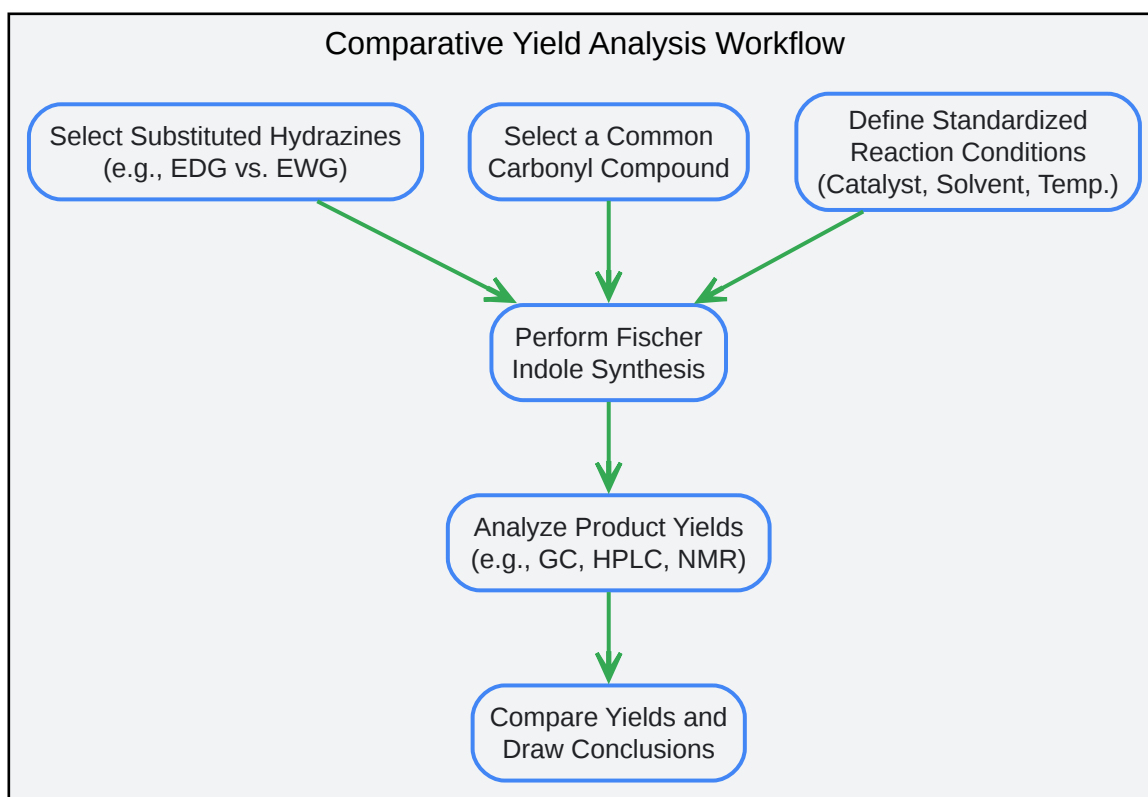 Comparative Yield Analysis Workflow
Select Substituted Hydrazines
(e.g., EDG vs. EWG)
Select a Common
Carbonyl Compound
Define Standardized
Reaction Conditions
(Catalyst, Solvent, Temp.)
Perform Fischer
Indole Synthesis
Analyze Product Yields
(e.g., GC, HPLC, NMR)
Compare Yields and
Draw Conclusions